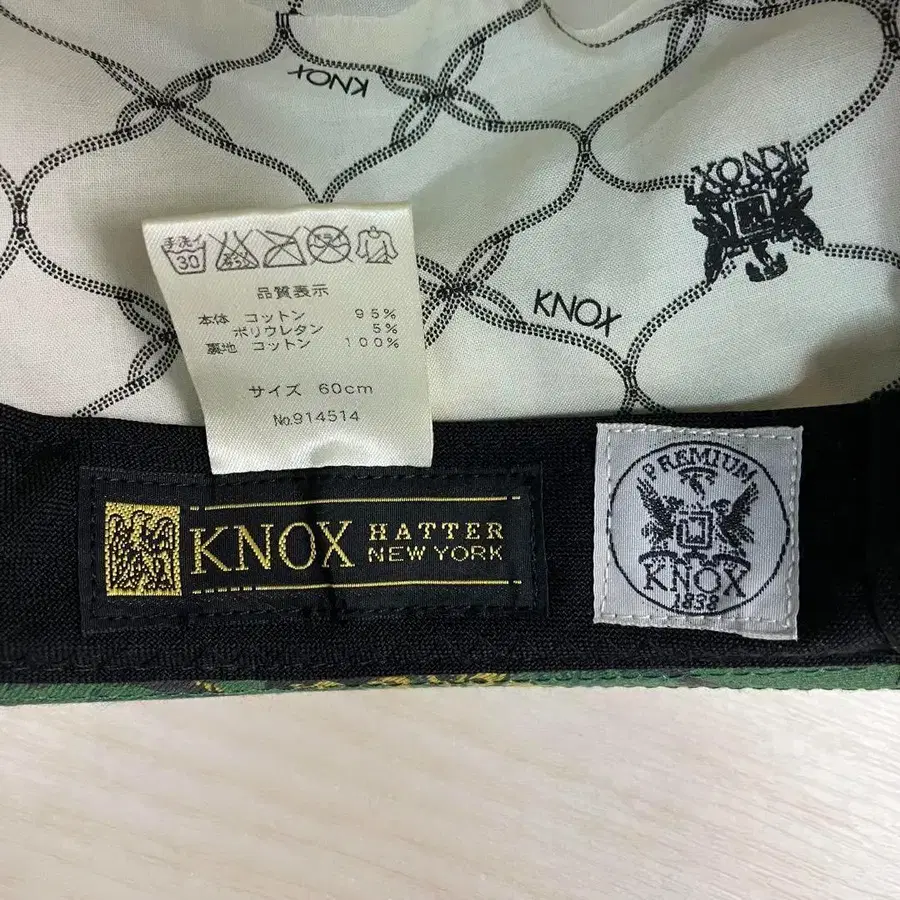 KNOX
KNOX
KNOX
手洗イ
30
品質表示
本体 コットン 95%
ポリウレタン 5%
裏地 コットン 100%
サイズ 60cm
No.914514
KNOX HATTER
NEW YORK
PREMIUM
KNOX
1838